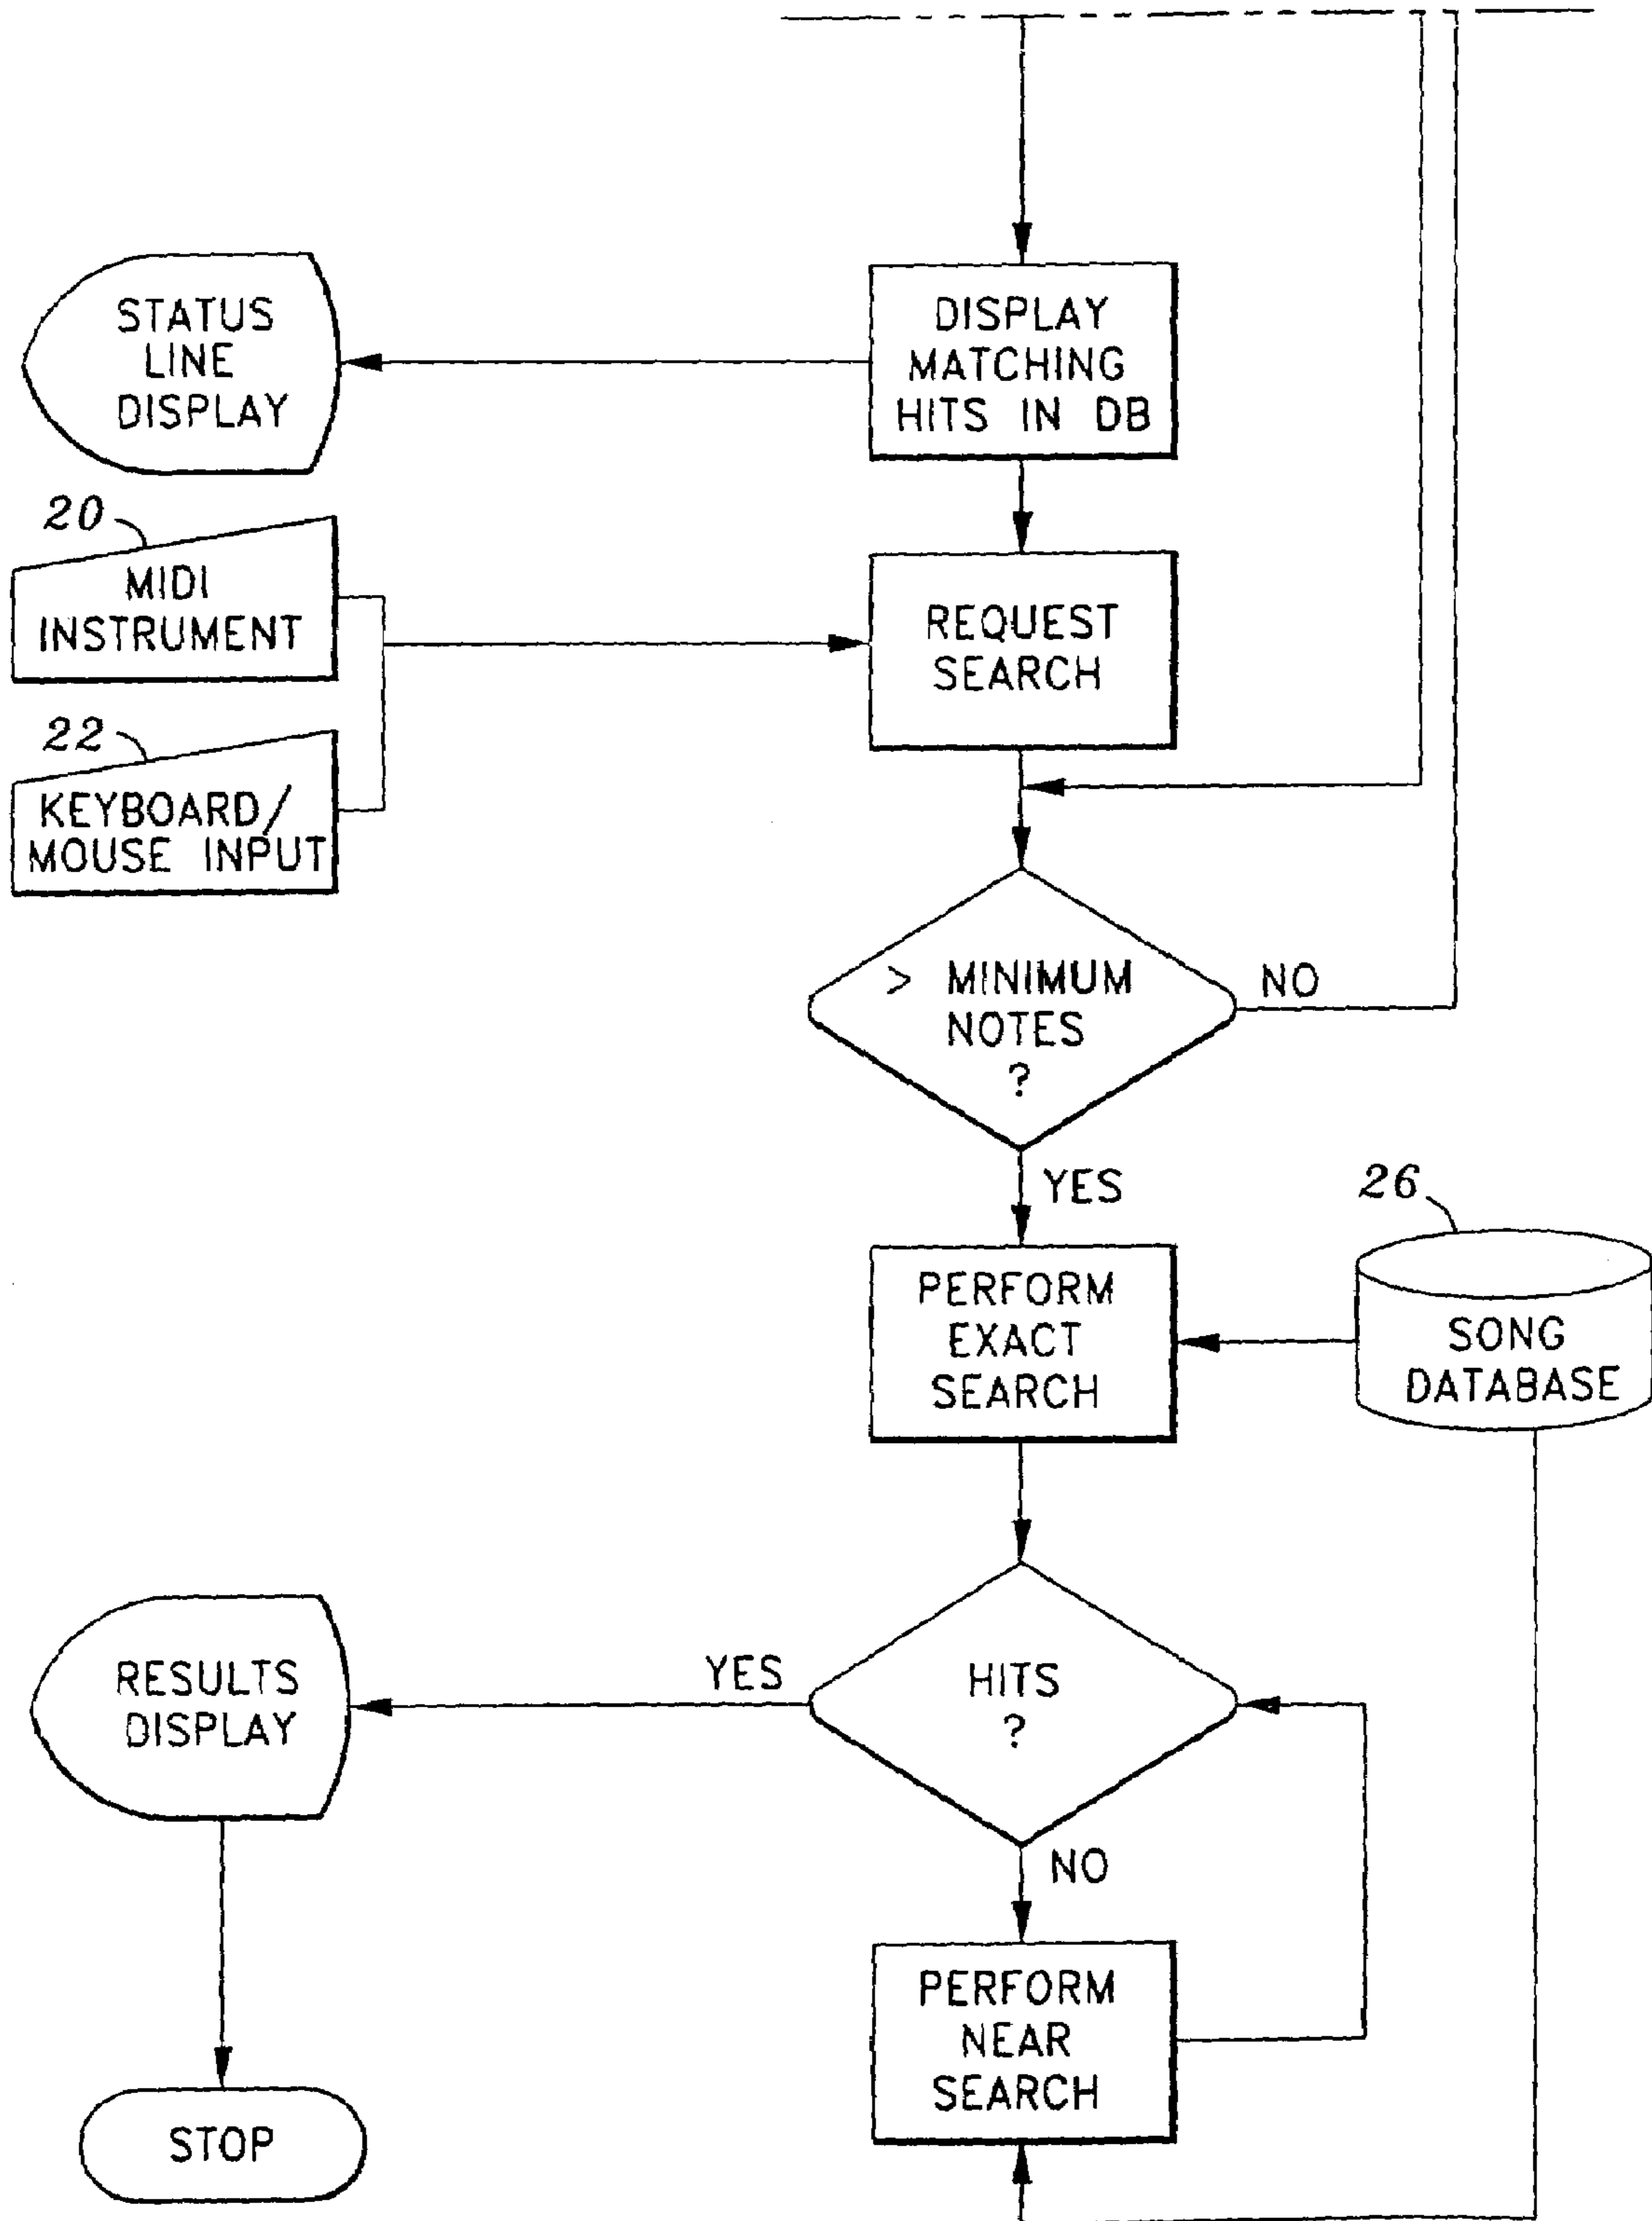 STATUS
LINE
DISPLAY
DISPLAY
MATCHING
HITS IN DB
20
MIDI
INSTRUMENT
REQUEST
SEARCH
22
KEYBOARD/
MOUSE INPUT
> MINIMUM
NOTES
?
NO
YES
26
PERFORM
EXACT
SEARCH
SONG
DATABASE
RESULTS
DISPLAY
YES
HITS
?
NO
PERFORM
NEAR
SEARCH
STOP